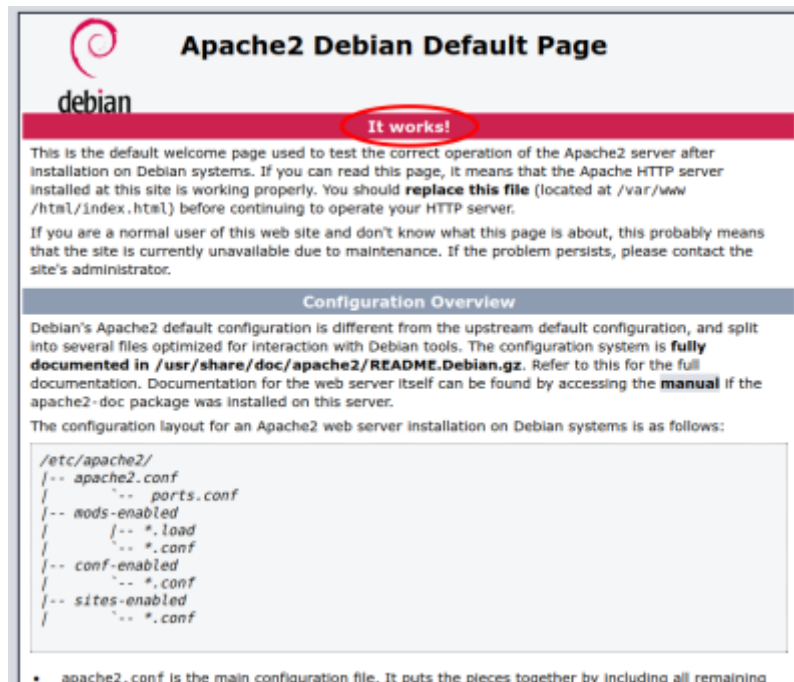 Apache2 Debian Default Page
debian
It works!
This is the default welcome page used to test the correct operation of the Apache2 server after
installation on Debian systems. If you can read this page, it means that the Apache HTTP server
installed at this site is working properly. You should replace this file (located at /var/www
/html/index.html) before continuing to operate your HTTP server.
If you are a normal user of this web site and don't know what this page is about, this probably means
that the site is currently unavailable due to maintenance. If the problem persists, please contact the
site's administrator.
Configuration Overview
Debian's Apache2 default configuration is different from the upstream default configuration, and split
into several files optimized for interaction with Debian tools. The configuration system is fully
documented in /usr/share/doc/apache2/README.Debian.gz. Refer to this for the full
documentation. Documentation for the web server itself can be found by accessing the manual if the
apache2-doc package was installed on this server.
The configuration layout for an Apache2 web server installation on Debian systems is as follows:
/etc/apache2/
|-- apache2.conf
|       `--  ports.conf
|-- mods-enabled
|       |-- *.load
|       `-- *.conf
|-- conf-enabled
|       `-- *.conf
|-- sites-enabled
|       `-- *.conf
• apache2.conf is the main configuration file. It puts the pieces together by including all remaining